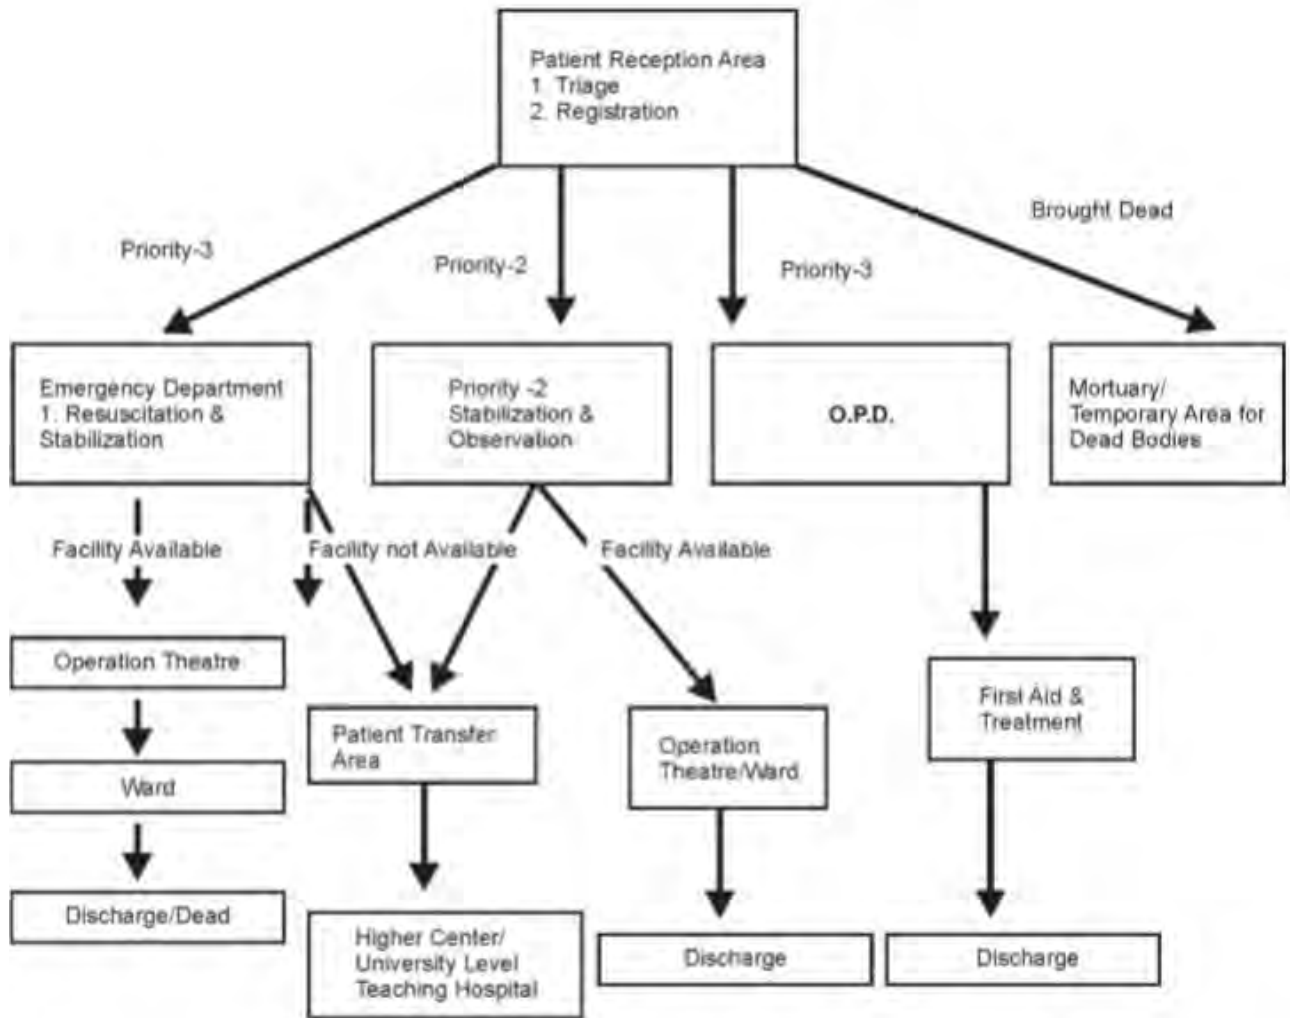 Patient Reception Area
1. Triage
2. Registration
Brought Dead
Priority-3
Priority-2
Priority-3
Emergency Department
1. Resuscitation &
Stabilization
Priority -2
Stabilization &
Observation
O.P.D.
Mortuary/
Temporary Area for
Dead Bodies
Facility Available
Facility not Available
Facility Available
Operation Theatre
First Aid &
Treatment
Patient Transfer
Area
Operation
Theatre/Ward
Ward
Discharge/Dead
Higher Center/
University Level
Teaching Hospital
Discharge
Discharge